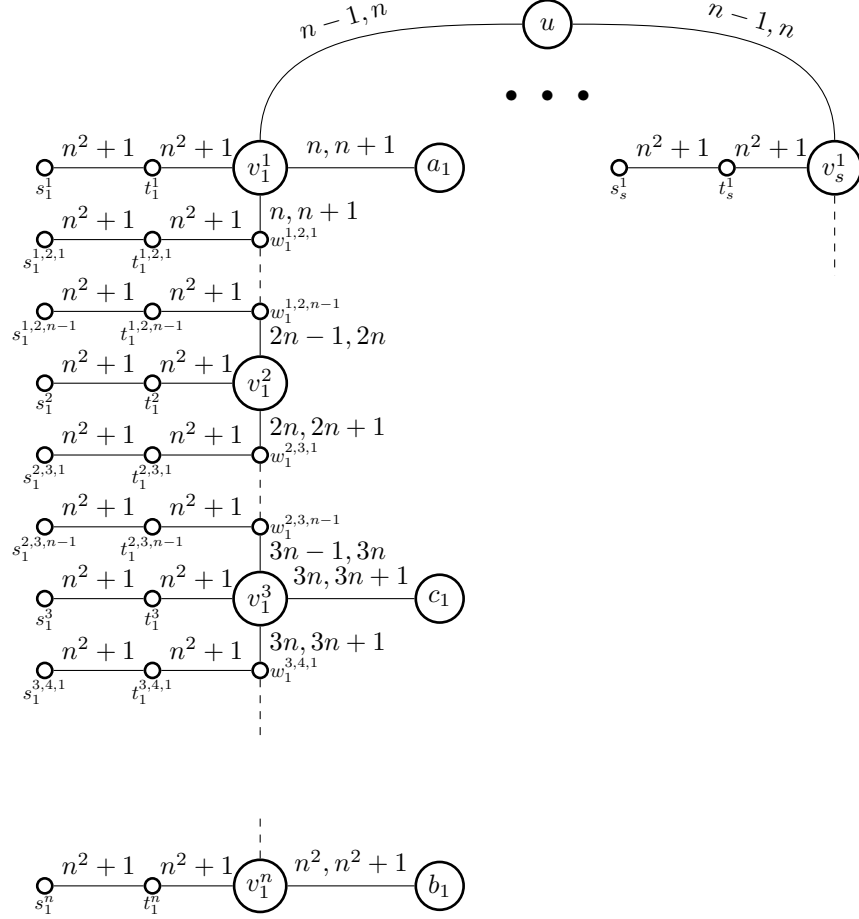 n − 1, n u n − 1, n
n² + 1 n² + 1 v₁¹ n, n + 1 a₁ n² + 1 n² + 1 vₛ¹
s₁¹ t₁¹ sₛ¹ tₛ¹
n, n + 1
n² + 1 n² + 1 w₁^{1,2,1}
s₁^{1,2,1} t₁^{1,2,1}
n² + 1 n² + 1 w₁^{1,2,n−1}
s₁^{1,2,n−1} t₁^{1,2,n−1}
2n − 1, 2n
n² + 1 n² + 1 v₁²
s₁² t₁²
2n, 2n + 1
n² + 1 n² + 1 w₁^{2,3,1}
s₁^{2,3,1} t₁^{2,3,1}
n² + 1 n² + 1 w₁^{2,3,n−1}
s₁^{2,3,n−1} t₁^{2,3,n−1}
3n − 1, 3n
n² + 1 n² + 1 v₁³ 3n, 3n + 1 c₁
s₁³ t₁³
3n, 3n + 1
n² + 1 n² + 1 w₁^{3,4,1}
s₁^{3,4,1} t₁^{3,4,1}
n² + 1 n² + 1 v₁ⁿ n², n² + 1 b₁
s₁ⁿ t₁ⁿ